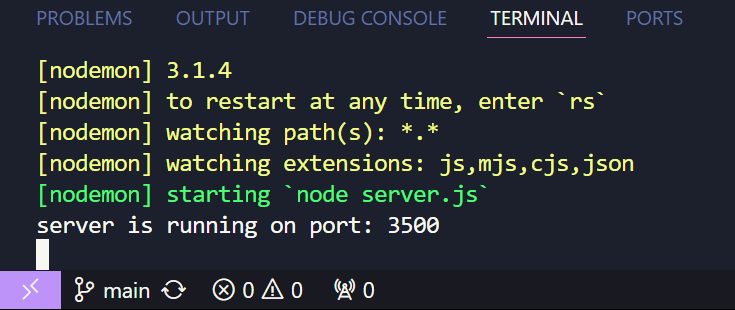 PROBLEMS OUTPUT DEBUG CONSOLE TERMINAL PORTS
[nodemon] 3.1.4
[nodemon] to restart at any time, enter `rs`
[nodemon] watching path(s): *.*
[nodemon] watching extensions: js,mjs,cjs,json
[nodemon] starting `node server.js`
server is running on port: 3500
main 0 0 0